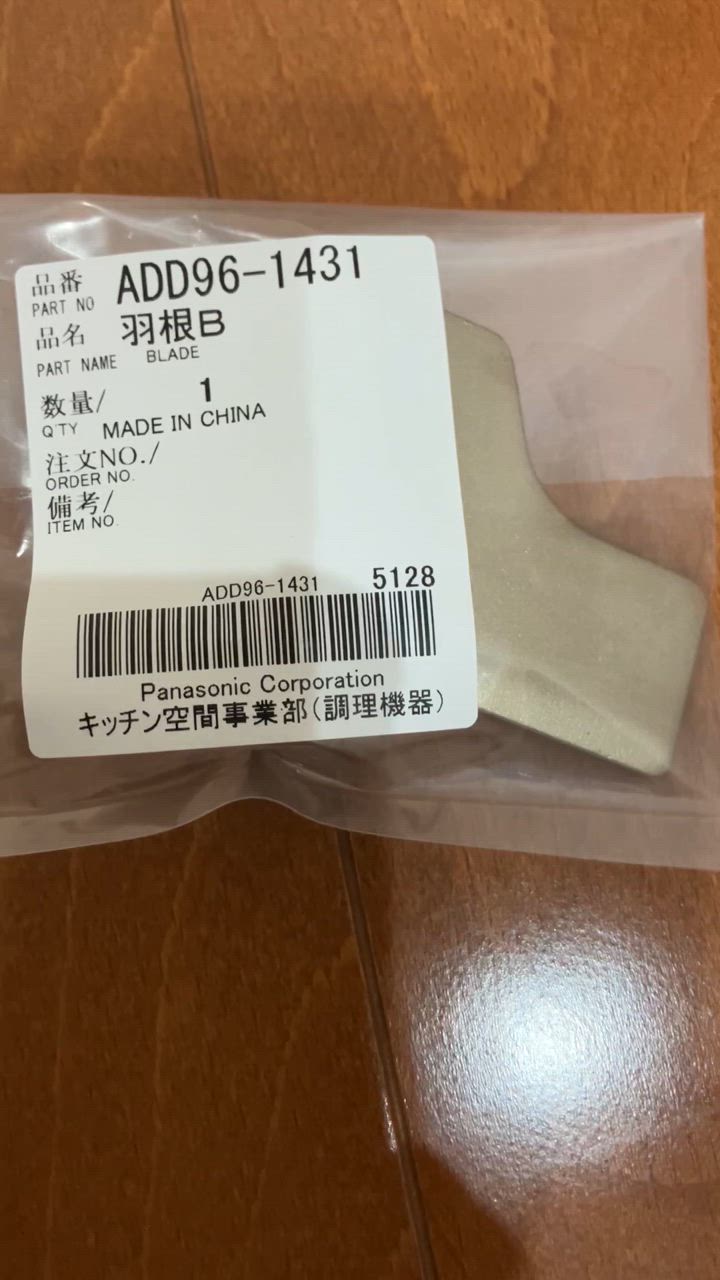 品番 ADD96-1431
PART NO
品名 羽根B
PART NAME BLADE
数量/ 1
Q'TY MADE IN CHINA
注文NO./
ORDER NO.
備考/
ITEM NO.
ADD96-1431 5128
Panasonic Corporation
キッチン空間事業部(調理機器)